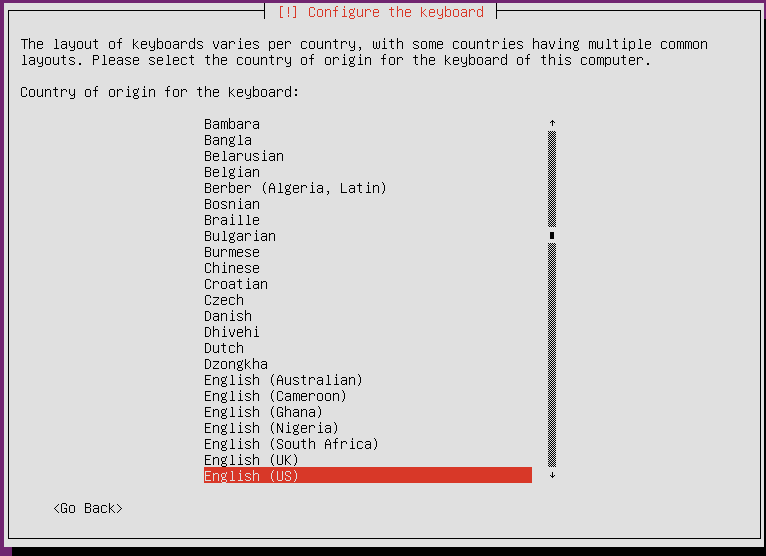 [!] Configure the keyboard
The layout of keyboards varies per country, with some countries having multiple common
layouts. Please select the country of origin for the keyboard of this computer.
Country of origin for the keyboard:
Bambara
Bangla
Belarusian
Belgian
Berber (Algeria, Latin)
Bosnian
Braille
Bulgarian
Burmese
Chinese
Croatian
Czech
Danish
Dhivehi
Dutch
Dzongkha
English (Australian)
English (Cameroon)
English (Ghana)
English (Nigeria)
English (South Africa)
English (UK)
English (US)
<Go Back>